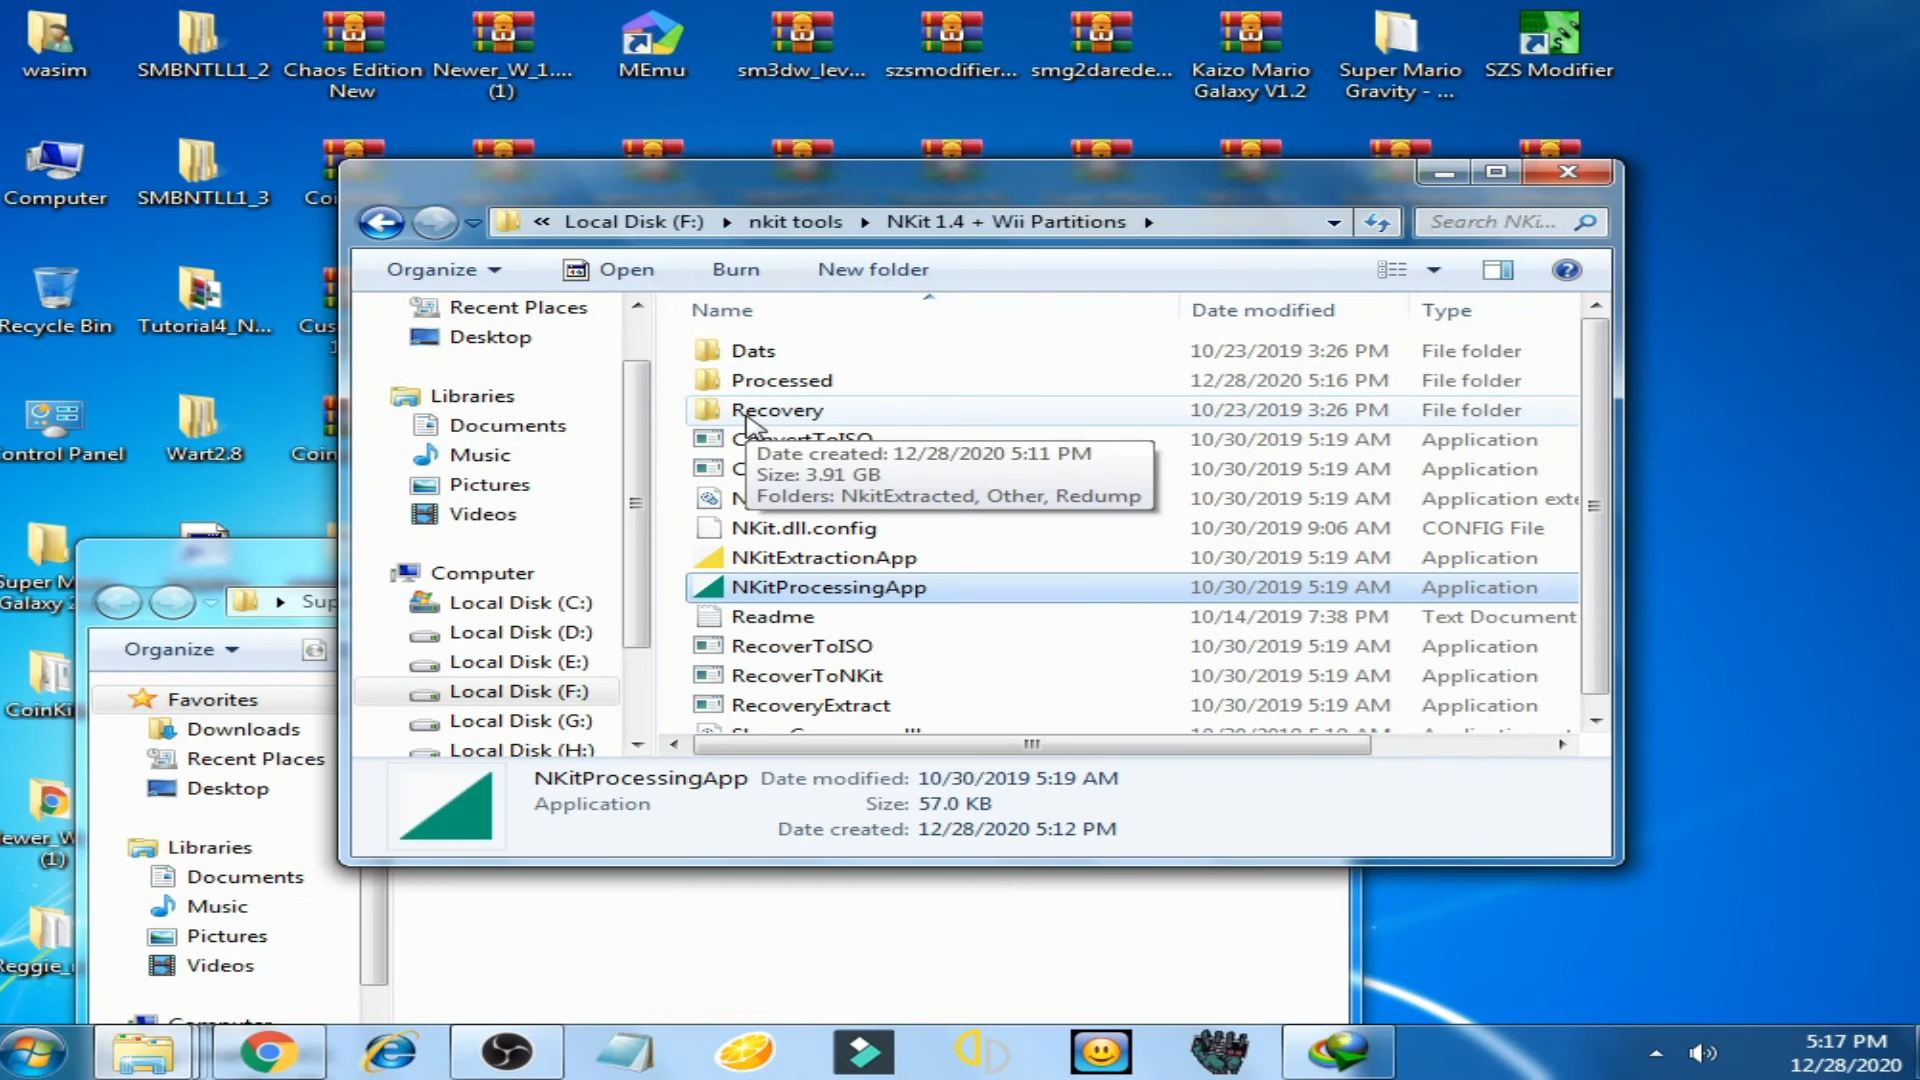 wasim
SMBNTLL1_2
Chaos Edition
New
Newer_W_1....
(1)
MEmu
sm3dw_lev...
szsmodifier...
smg2darede...
Kaizo Mario
Galaxy V1.2
Super Mario
Gravity - ...
SZS Modifier
Computer
SMBNTLL1_3
Coi
Recycle Bin
Tutorial4_N...
Cus
1
ontrol Panel
Wart2.8
Coin
Super M
Galaxy 2
CoinKi
ewer_W
(1)
Reggie_
« Local Disk (F:) nkit tools NKit 1.4 + Wii Partitions
Search NKi...
Organize Open Burn New folder
Recent Places
Desktop
Libraries
Documents
Music
Pictures
Videos
Computer
Local Disk (C:)
Local Disk (D:)
Local Disk (E:)
Local Disk (F:)
Local Disk (G:)
Local Disk (H:)
Name Date modified Type
Dats 10/23/2019 3:26 PM File folder
Processed 12/28/2020 5:16 PM File folder
Recovery 10/23/2019 3:26 PM File folder
ConvertToISO 10/30/2019 5:19 AM Application
C 10/30/2019 5:19 AM Application
N 10/30/2019 5:19 AM Application exte
NKit.dll.config 10/30/2019 9:06 AM CONFIG File
NKitExtractionApp 10/30/2019 5:19 AM Application
NKitProcessingApp 10/30/2019 5:19 AM Application
Readme 10/14/2019 7:38 PM Text Document
RecoverToISO 10/30/2019 5:19 AM Application
RecoverToNKit 10/30/2019 5:19 AM Application
RecoveryExtract 10/30/2019 5:19 AM Application
Date created: 12/28/2020 5:11 PM
Size: 3.91 GB
Folders: NkitExtracted, Other, Redump
NKitProcessingApp Date modified: 10/30/2019 5:19 AM
Application Size: 57.0 KB
Date created: 12/28/2020 5:12 PM
Sup
Organize
Favorites
Downloads
Recent Places
Desktop
Libraries
Documents
Music
Pictures
Videos
Computer
5:17 PM
12/28/2020